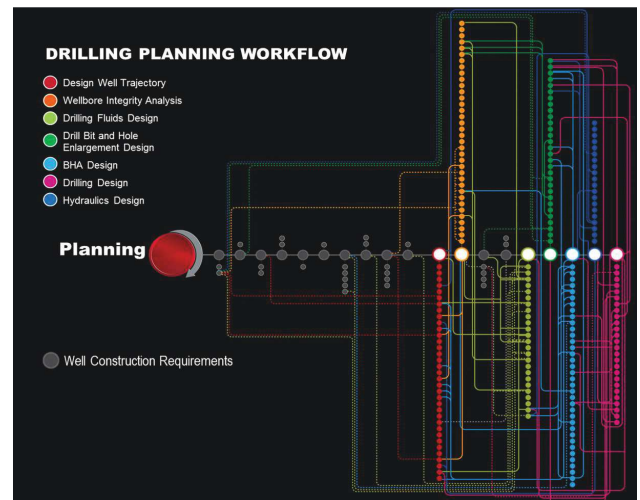 DRILLING PLANNING WORKFLOW
Design Well Trajectory
Wellbore Integrity Analysis
Drilling Fluids Design
Drill Bit and Hole
Enlargement Design
BHA Design
Drilling Design
Hydraulics Design
Planning
Well Construction Requirements